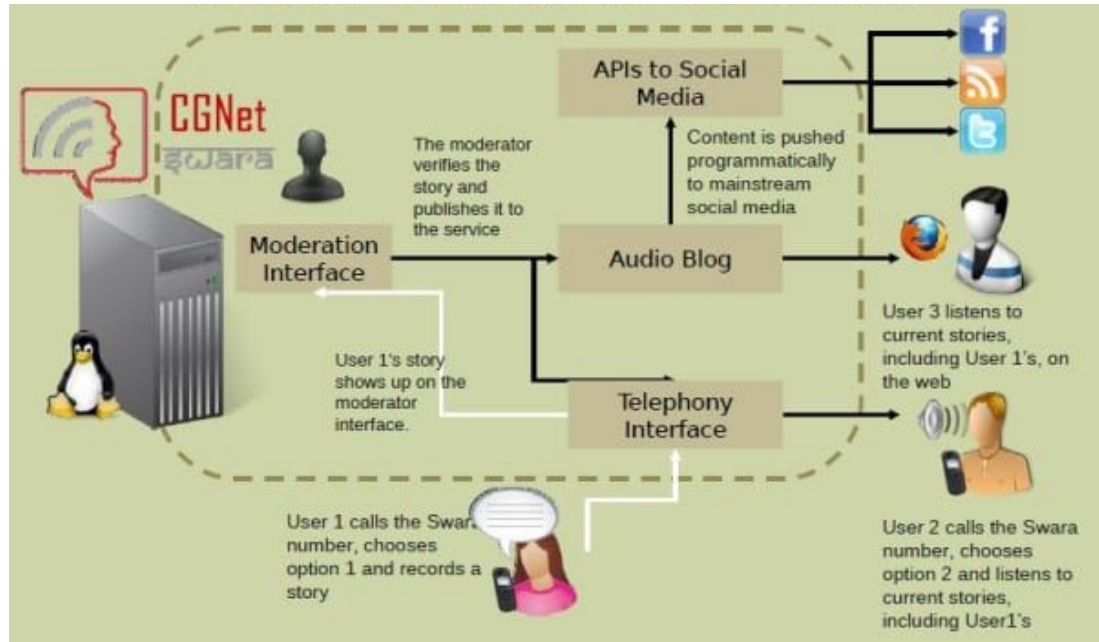 CGNet
swara
APIs to Social
Media
The moderator
verifies the
story and
publishes it to
the service
Content is pushed
programmatically
to mainstream
social media
Moderation
Interface
Audio Blog
User 3 listens to
current stories,
including User 1's, on
the web
User 1's story
shows up on the
moderator
interface.
Telephony
Interface
User 1 calls the Swara
number, chooses
option 1 and records a
story
User 2 calls the Swara
number, chooses
option 2 and listens to
current stories,
including User1's